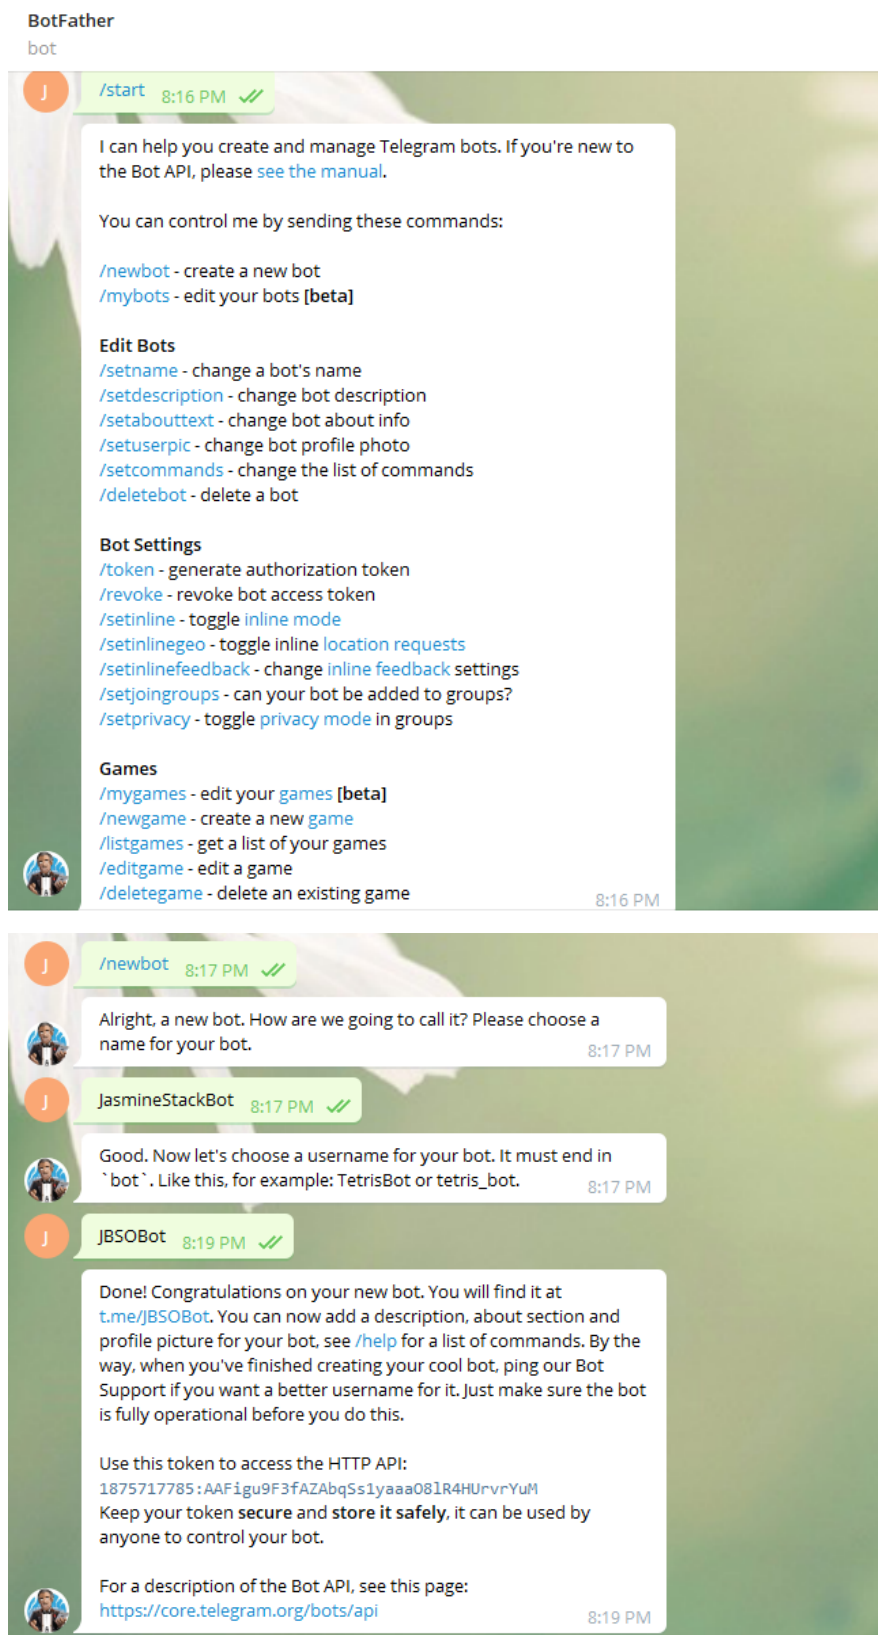 BotFather
bot
J
/start 8:16 PM
I can help you create and manage Telegram bots. If you're new to
the Bot API, please see the manual.
You can control me by sending these commands:
/newbot - create a new bot
/mybots - edit your bots [beta]
Edit Bots
/setname - change a bot's name
/setdescription - change bot description
/setabouttext - change bot about info
/setuserpic - change bot profile photo
/setcommands - change the list of commands
/deletebot - delete a bot
Bot Settings
/token - generate authorization token
/revoke - revoke bot access token
/setinline - toggle inline mode
/setinlinegeo - toggle inline location requests
/setinlinefeedback - change inline feedback settings
/setjoingroups - can your bot be added to groups?
/setprivacy - toggle privacy mode in groups
Games
/mygames - edit your games [beta]
/newgame - create a new game
/listgames - get a list of your games
/editgame - edit a game
/deletegame - delete an existing game
8:16 PM
J
/newbot 8:17 PM
Alright, a new bot. How are we going to call it? Please choose a
name for your bot.
8:17 PM
J
JasmineStackBot 8:17 PM
Good. Now let's choose a username for your bot. It must end in
`bot`. Like this, for example: TetrisBot or tetris_bot.
8:17 PM
J
JBSOBot 8:19 PM
Done! Congratulations on your new bot. You will find it at
t.me/JBSOBot. You can now add a description, about section and
profile picture for your bot, see /help for a list of commands. By the
way, when you've finished creating your cool bot, ping our Bot
Support if you want a better username for it. Just make sure the bot
is fully operational before you do this.
Use this token to access the HTTP API:
1875717785:AAFigu9F3fAZAbqSs1yaaaO8lR4HUrvrYuM
Keep your token secure and store it safely, it can be used by
anyone to control your bot.
For a description of the Bot API, see this page:
https://core.telegram.org/bots/api
8:19 PM